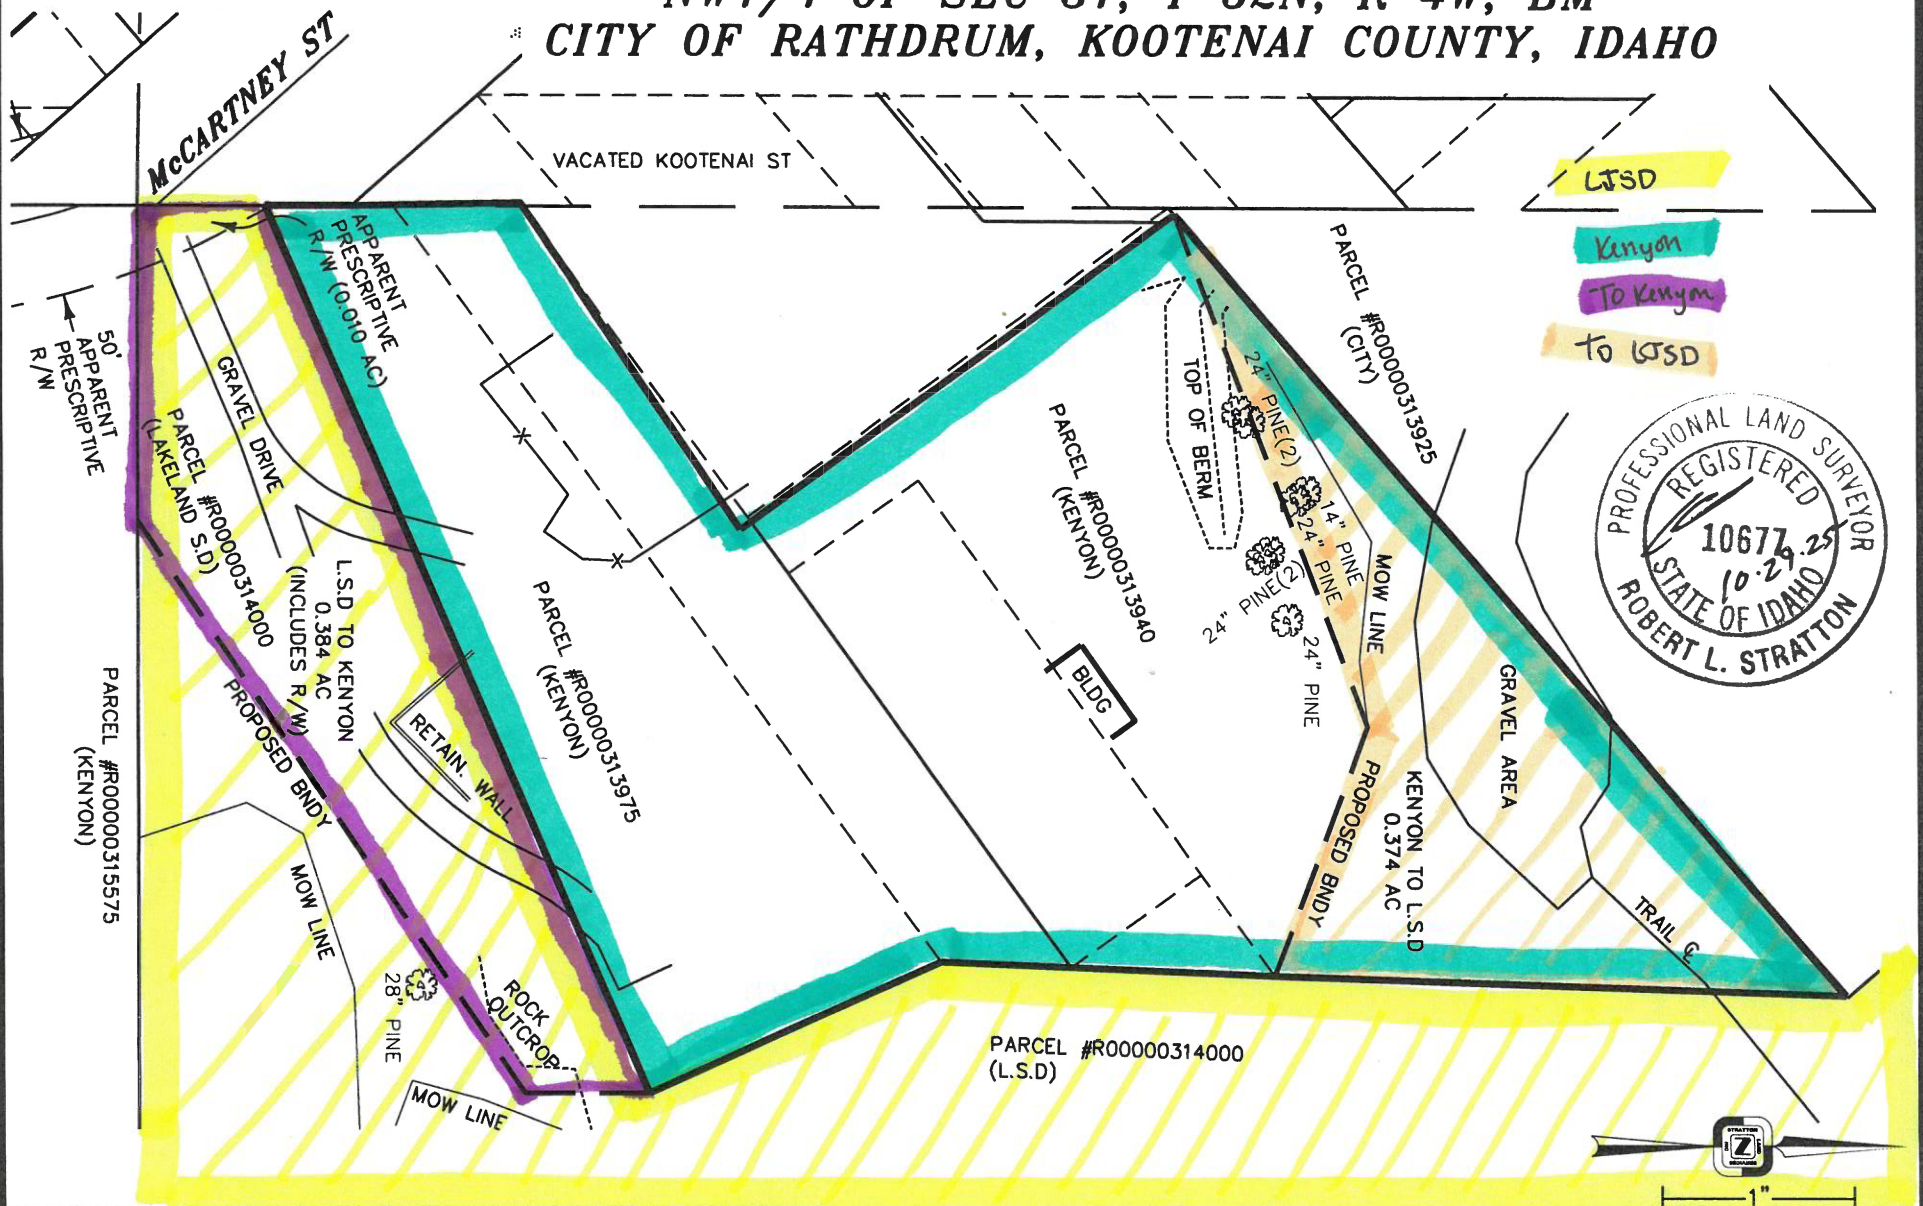 CITY OF RATHDRUM, KOOTENAI COUNTY, IDAHO
McCARTNEY ST
VACATED KOOTENAI ST
LJSD
Kenyon
To Kenyon
To LJSD
APPARENT
PRESCRIPTIVE
R/W (0.010 AC)
50'
APPARENT
PRESCRIPTIVE
R/W
GRAVEL DRIVE
PARCEL #R00000314000
(LAKELAND S.D)
L.S.D TO KENYON
0.384 AC
(INCLUDES R/W)
PROPOSED BNDY
RETAIN. WALL
PARCEL #R00000315575
(KENYON)
MOW LINE
28" PINE
ROCK
OUTCROP
MOW LINE
PARCEL #R00000313975
(KENYON)
PARCEL #R00000313940
(KENYON)
BLDG
TOP OF BERM
24" PINE(2)
14" PINE
24" PINE
24" PINE(2)
24" PINE
MOW LINE
PARCEL #R00000313925
(CITY)
GRAVEL AREA
KENYON TO L.S.D
0.374 AC
PROPOSED BNDY
TRAIL ℄
PARCEL #R00000314000
(L.S.D)
PROFESSIONAL LAND SURVEYOR
REGISTERED
10677
10.29.25
STATE OF IDAHO
ROBERT L. STRATTON
STRATTON
LAND
Z
1"